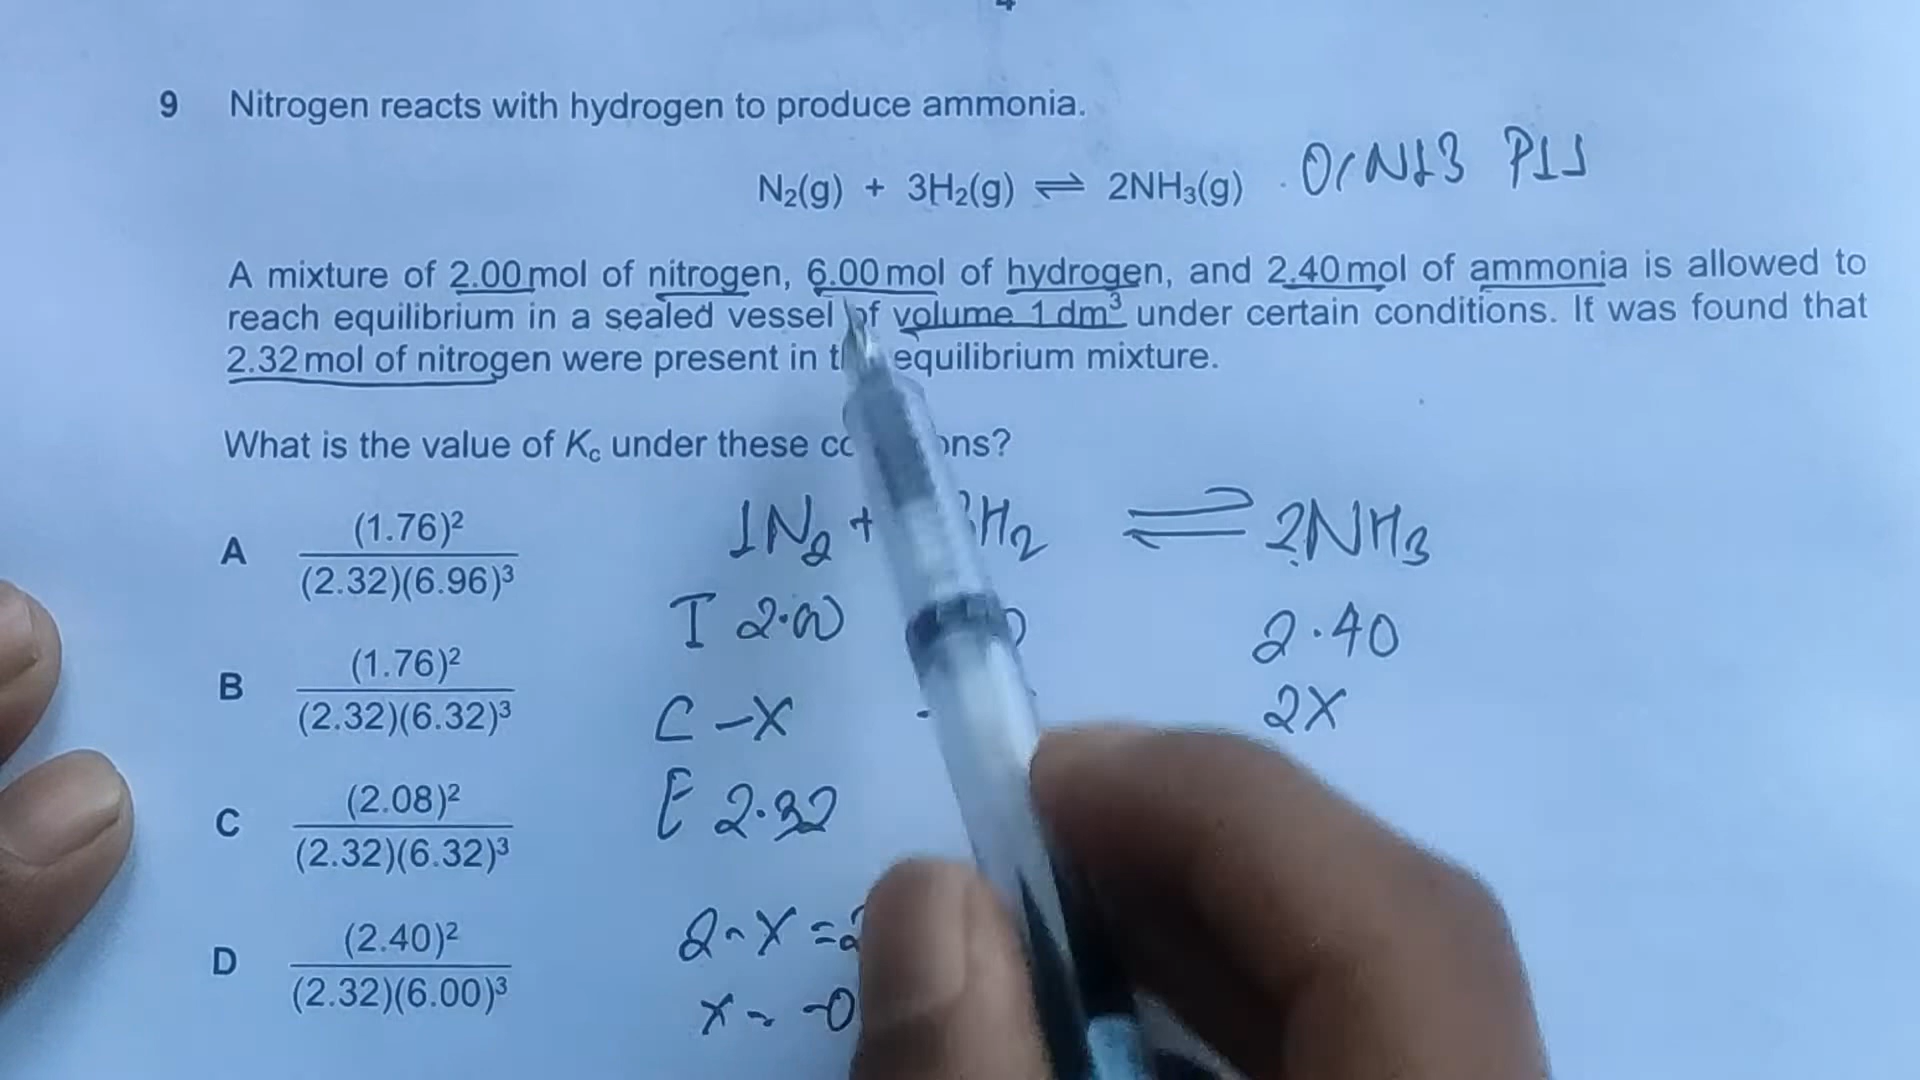 9 Nitrogen reacts with hydrogen to produce ammonia.
N₂(g) + 3H₂(g) ⇌ 2NH₃(g)
O/N13 P11
A mixture of 2.00 mol of nitrogen, 6.00 mol of hydrogen, and 2.40 mol of ammonia is allowed to
reach equilibrium in a sealed vessel of volume 1 dm³ under certain conditions. It was found that
2.32 mol of nitrogen were present in equilibrium mixture.
What is the value of Kc under these
A (1.76)² / (2.32)(6.96)³
B (1.76)² / (2.32)(6.32)³
C (2.08)² / (2.32)(6.32)³
D (2.40)² / (2.32)(6.00)³
1N₂ + H₂ ⇌ 2NH₃
I 2.00 2.40
C -x 2x
E 2.32
2-x =
x = -0